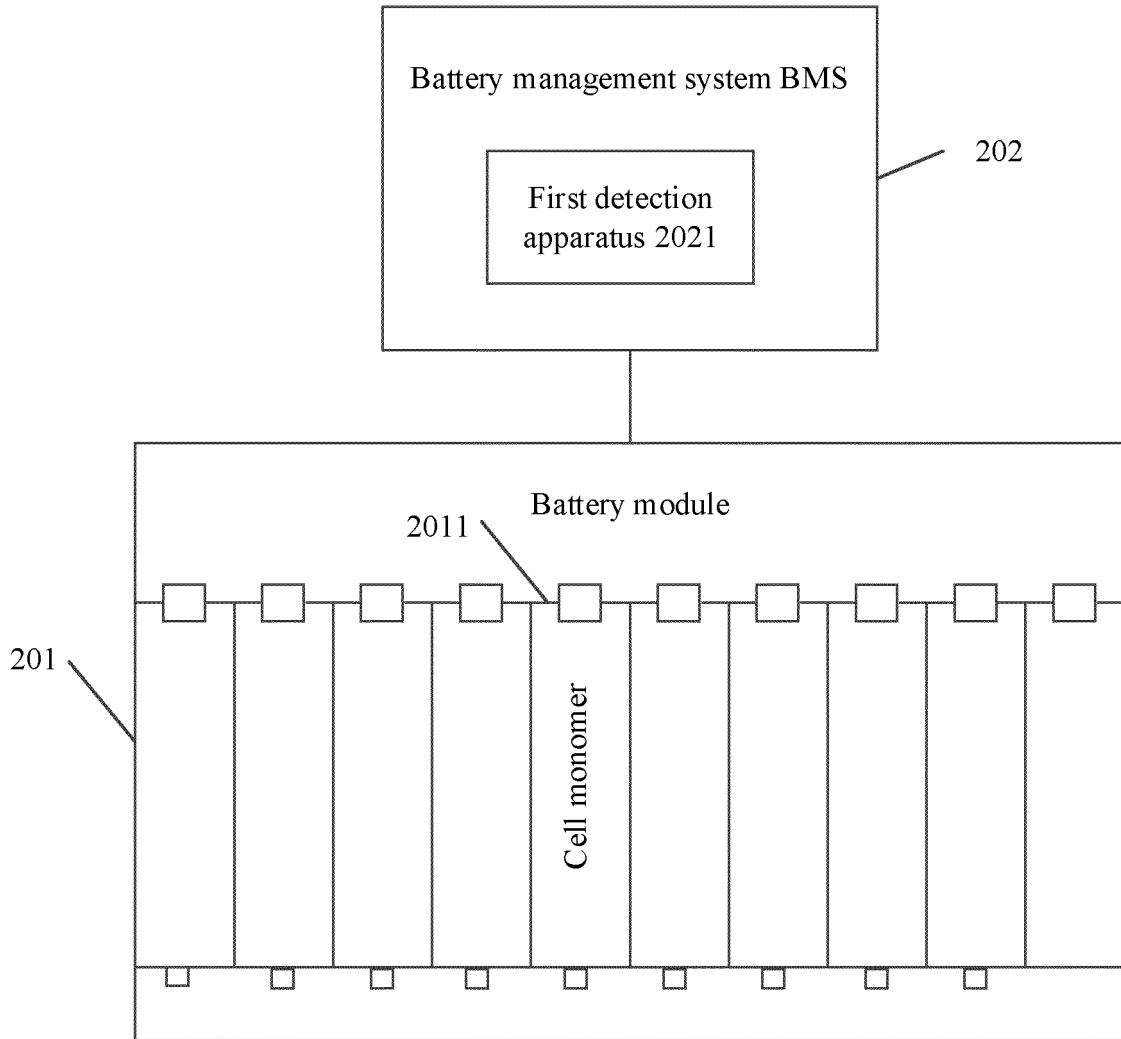 Battery management system BMS
202
First detection
apparatus 2021
Battery module
2011
201
Cell monomer